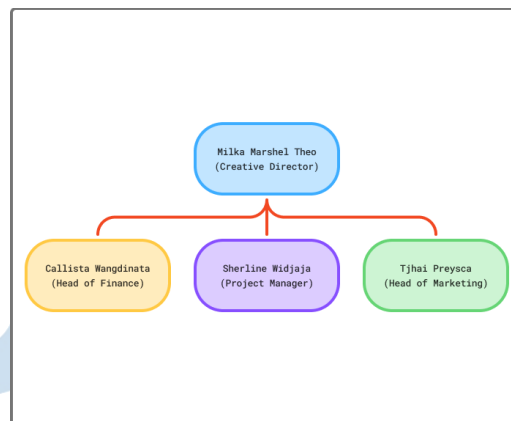 Milka Marshel Theo
(Creative Director)
Callista Wangdinata
(Head of Finance)
Sherline Widjaja
(Project Manager)
Tjhai Preysca
(Head of Marketing)